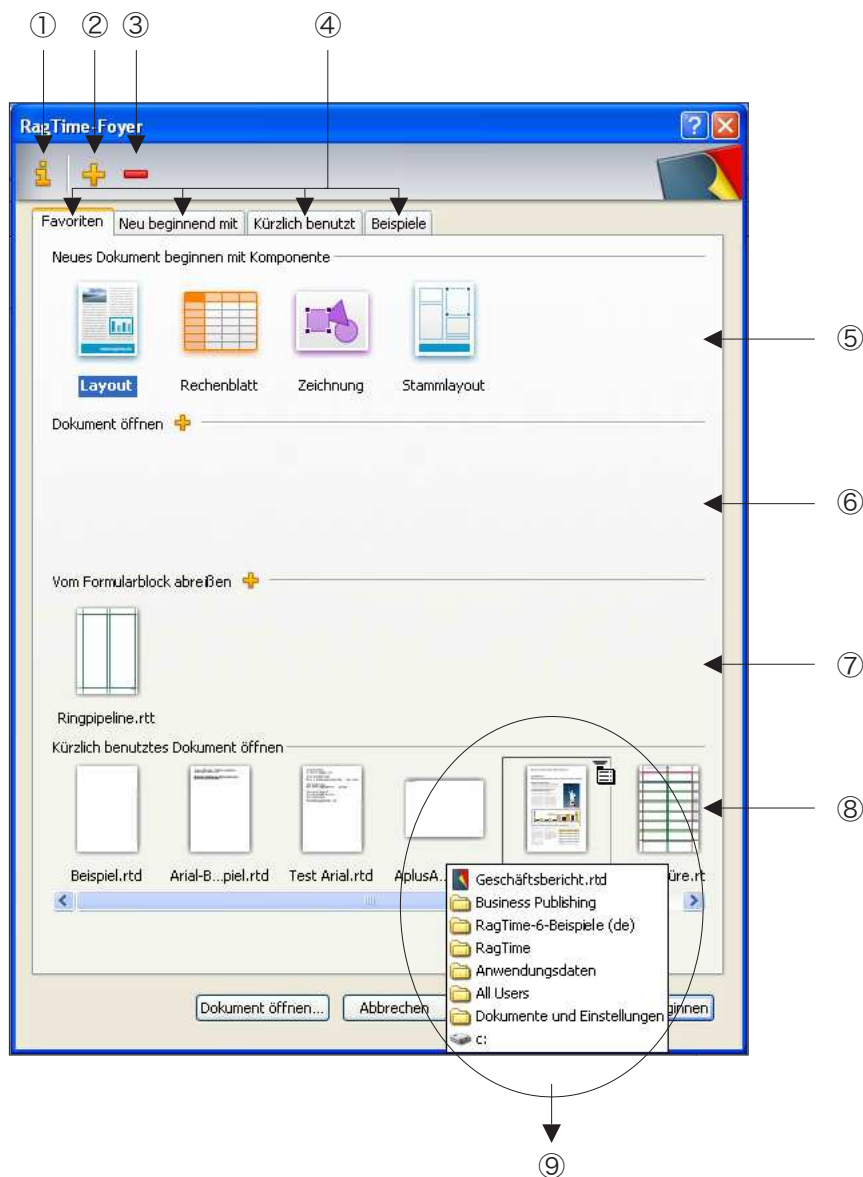 ① ② ③ ④
RagTime-Foyer
Favoriten Neu beginnend mit Kürzlich benutzt Beispiele
Neues Dokument beginnen mit Komponente
⑤
Layout Rechenblatt Zeichnung Stammlayout
Dokument öffnen
⑥
Vom Formularblock abreißen
⑦
Ringpipeline.rtt
Kürzlich benutztes Dokument öffnen
⑧
Beispiel.rtd Arial-B...piel.rtd Test Arial.rtd AplusA... üre.rt
Geschäftsbericht.rtd
Business Publishing
RagTime-6-Beispiele (de)
RagTime
Anwendungsdaten
All Users
Dokumente und Einstellungen
c:
Dokument öffnen... Abbrechen ginnen
⑨